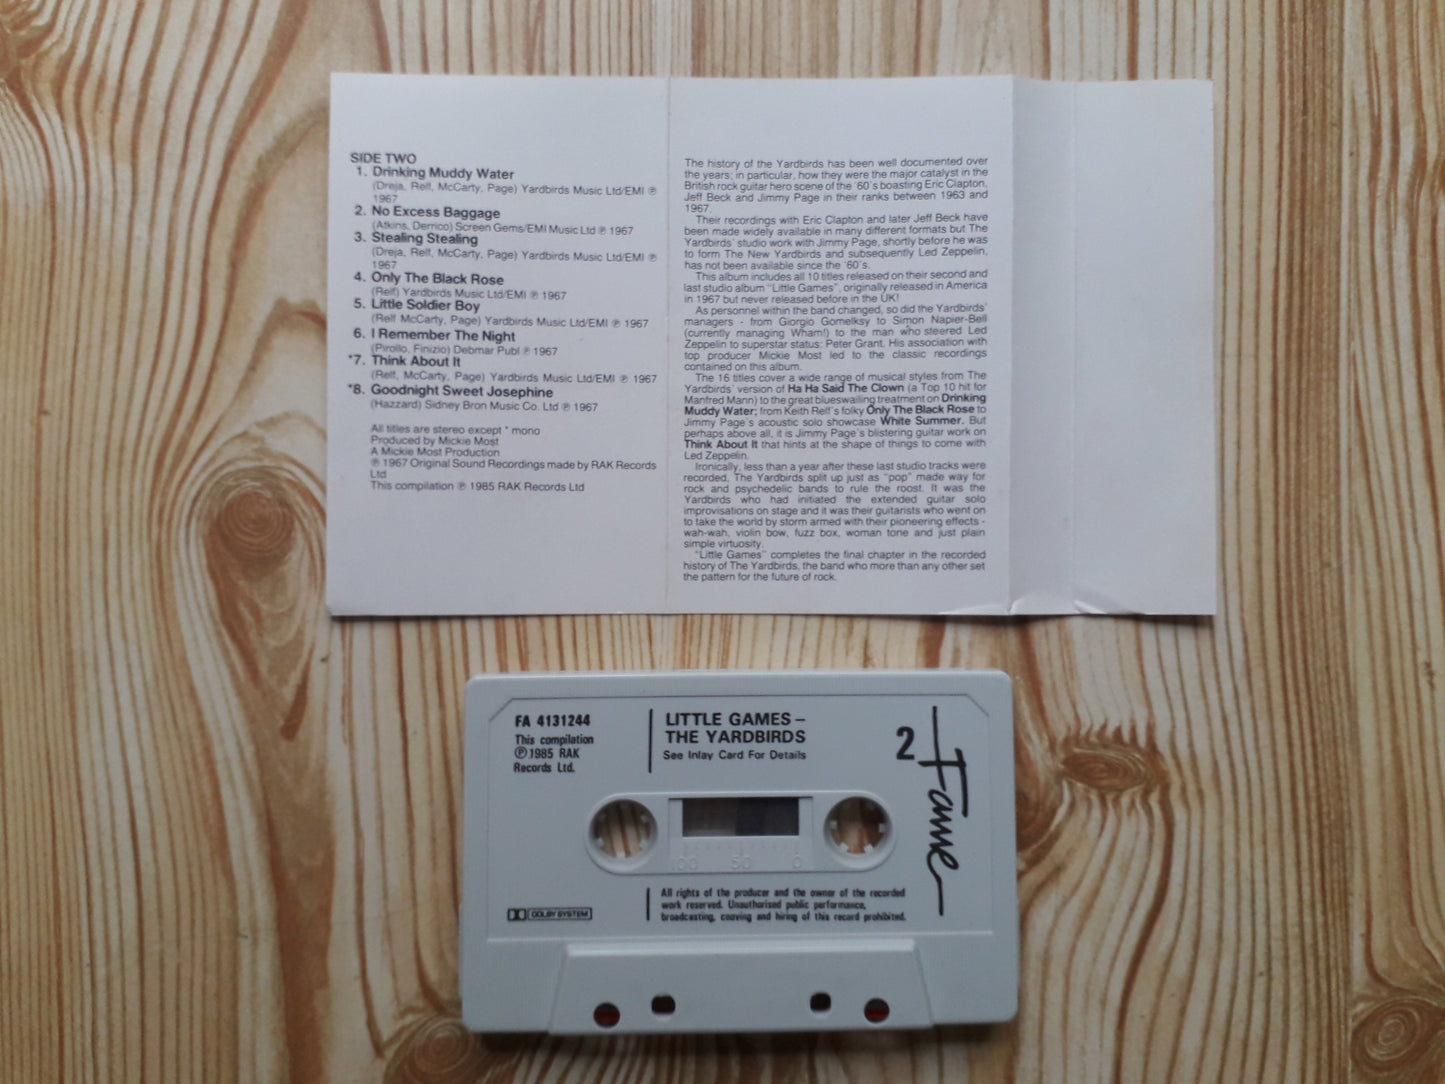 SIDE TWO
1. Drinking Muddy Water
(Dreja, Relf, McCarty, Page) Yardbirds Music Ltd/EMI ℗
1967
2. No Excess Baggage
(Atkins, Derrico) Screen Gems/EMI Music Ltd ℗ 1967
3. Stealing Stealing
(Dreja, Relf, McCarty, Page) Yardbirds Music Ltd/EMI ℗
1967
4. Only The Black Rose
(Relf) Yardbirds Music Ltd/EMI ℗ 1967
5. Little Soldier Boy
(Relf McCarty, Page) Yardbirds Music Ltd/EMI ℗ 1967
6. I Remember The Night
(Pirollo, Finizio) Debmar Publ ℗ 1967
*7. Think About It
(Relf, McCarty, Page) Yardbirds Music Ltd/EMI ℗ 1967
*8. Goodnight Sweet Josephine
(Hazzard) Sidney Bron Music Co. Ltd ℗ 1967
All titles are stereo except * mono
Produced by Mickie Most
A Mickie Most Production
℗ 1967 Original Sound Recordings made by RAK Records
Ltd
This compilation ℗ 1985 RAK Records Ltd
The history of the Yardbirds has been well documented over
the years; in particular, how they were the major catalyst in the
British rock guitar hero scene of the '60's boasting Eric Clapton,
Jeff Beck and Jimmy Page in their ranks between 1963 and
1967.
Their recordings with Eric Clapton and later Jeff Beck have
been made widely available in many different formats but The
Yardbirds' studio work with Jimmy Page, shortly before he was
to form The New Yardbirds and subsequently Led Zeppelin,
has not been available since the '60's.
This album includes all 10 titles released on their second and
last studio album "Little Games", originally released in America
in 1967 but never released before in the UK!
As personnel within the band changed, so did the Yardbirds'
managers - from Giorgio Gomelksy to Simon Napier-Bell
(currently managing Wham!) to the man who steered Led
Zeppelin to superstar status: Peter Grant. His association with
top producer Mickie Most led to the classic recordings
contained on this album.
The 16 titles cover a wide range of musical styles from The
Yardbirds' version of Ha Ha Said The Clown (a Top 10 hit for
Manfred Mann) to the great blueswailing treatment on Drinking
Muddy Water; from Keith Relf's folky Only The Black Rose to
Jimmy Page's acoustic solo showcase White Summer. But
perhaps above all, it is Jimmy Page's blistering guitar work on
Think About It that hints at the shape of things to come with
Led Zeppelin.
Ironically, less than a year after these last studio tracks were
recorded, The Yardbirds split up just as "pop" made way for
rock and psychedelic bands to rule the roost. It was the
Yardbirds who had initiated the extended guitar solo
improvisations on stage and it was their guitarists who went on
to take the world by storm armed with their pioneering effects -
wah-wah, violin bow, fuzz box, woman tone and just plain
simple virtuosity.
"Little Games" completes the final chapter in the recorded
history of The Yardbirds, the band who more than any other set
the pattern for the future of rock.
FA 4131244
This compilation
℗1985 RAK
Records Ltd.
LITTLE GAMES –
THE YARDBIRDS
See Inlay Card For Details
2
Fame
100 50 0
DOLBY SYSTEM
All rights of the producer and the owner of the recorded
work reserved. Unauthorised public performance,
broadcasting, copying and hiring of this record prohibited.